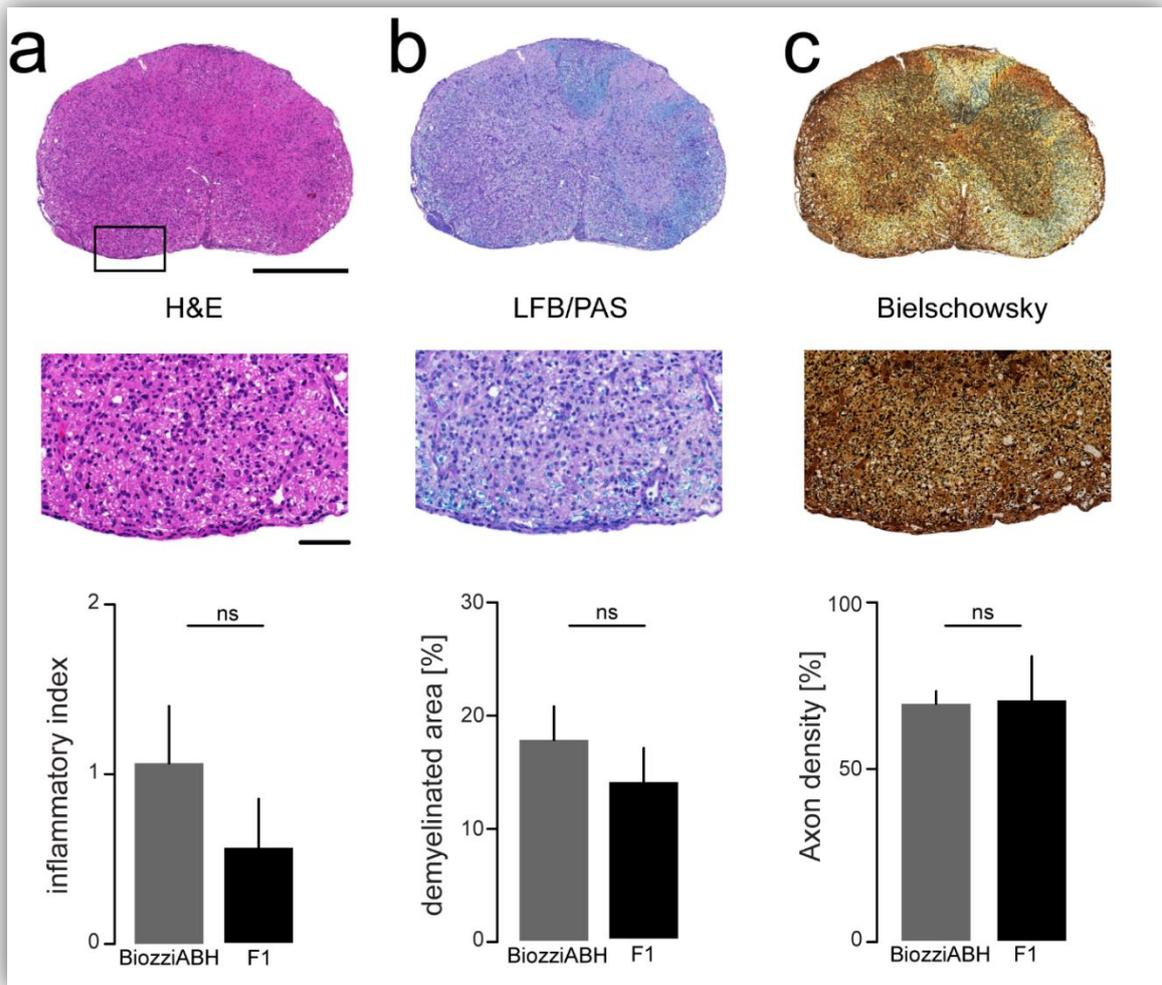 a
b
c
H&E
LFB/PAS
Bielschowsky
inflammatory index
2
1
0
ns
BiozziABH
F1
demyelinated area [%]
30
20
10
0
ns
BiozziABH
F1
Axon density [%]
100
50
0
ns
BiozziABH
F1